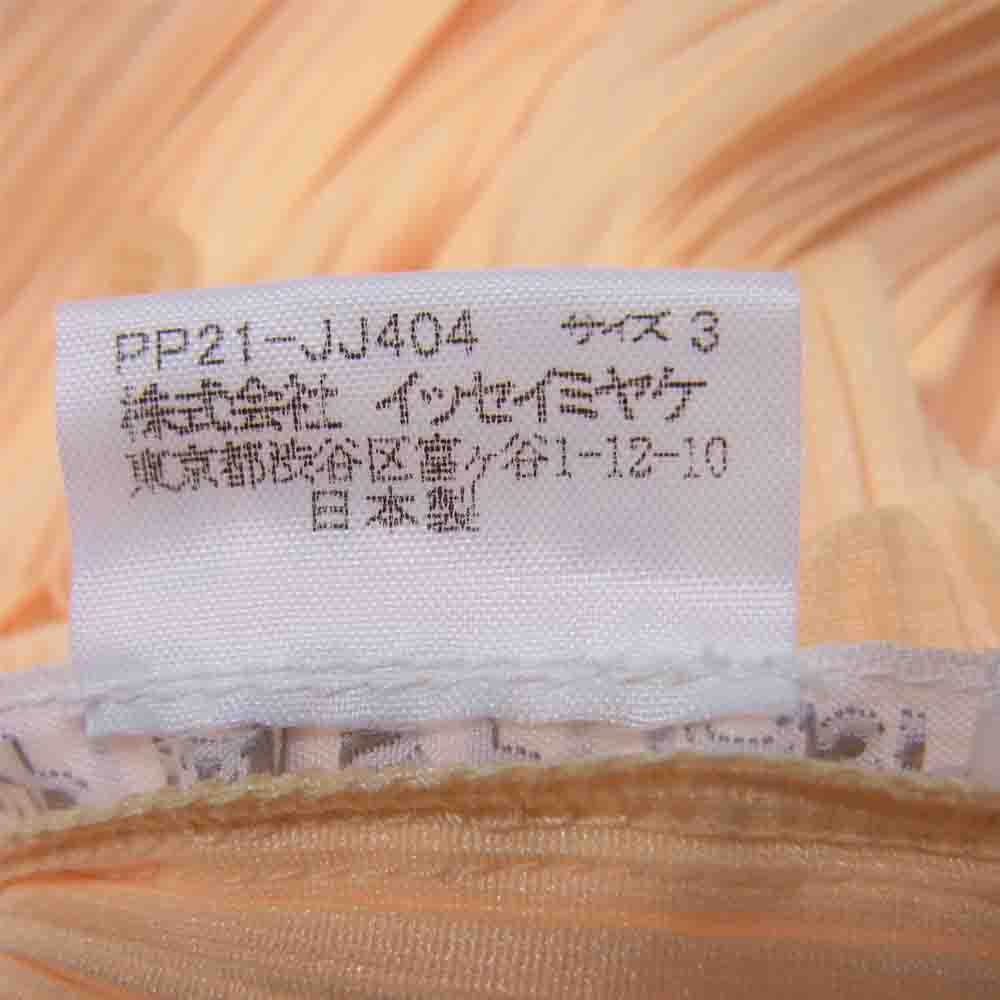 PP21-JJ404 サイズ 3
株式会社 イッセイミヤケ
東京都渋谷区富ヶ谷1-12-10
日本製